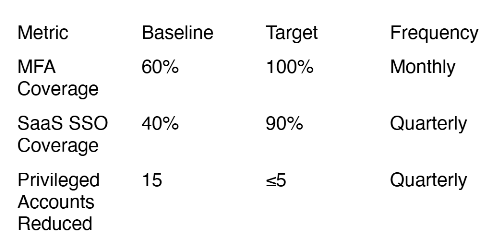 Metric Baseline Target Frequency
MFA Coverage 60% 100% Monthly
SaaS SSO Coverage 40% 90% Quarterly
Privileged Accounts Reduced 15 ≤5 Quarterly